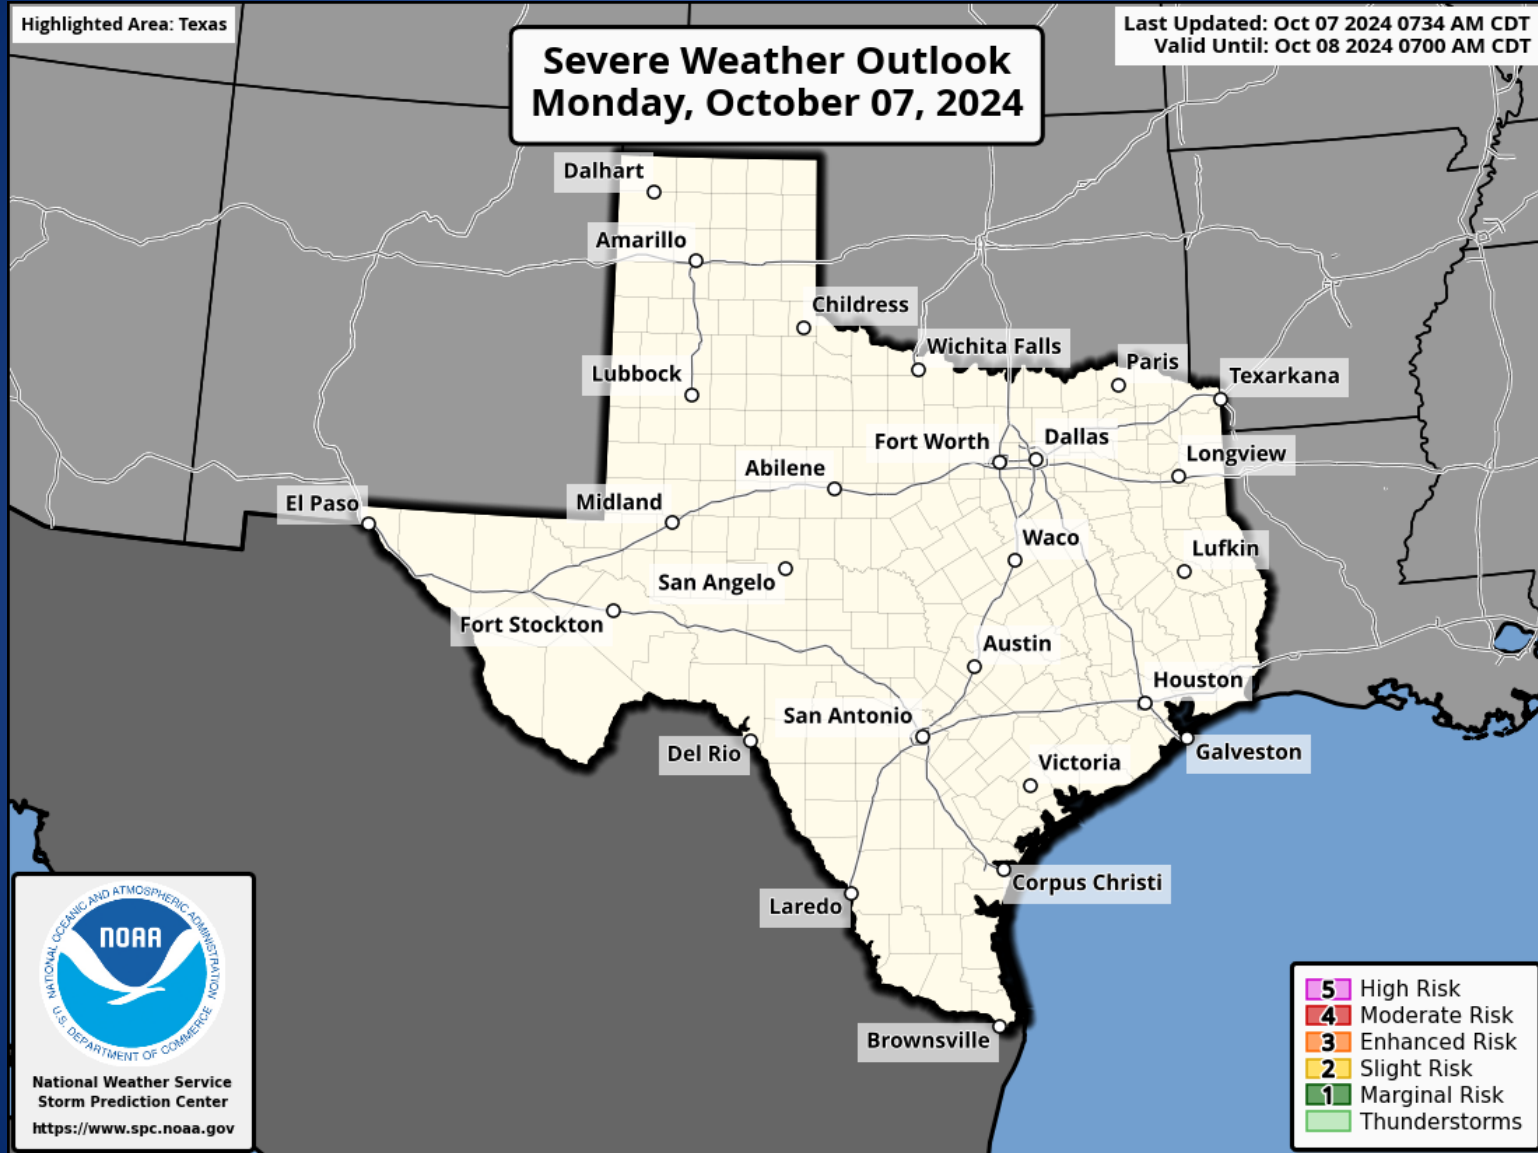 Highlighted Area: Texas
Severe Weather Outlook
Monday, October 07, 2024
Last Updated: Oct 07 2024 0734 AM CDT
Valid Until: Oct 08 2024 0700 AM CDT
Dalhart
Amarillo
Childress
Wichita Falls
Paris
Texarkana
Lubbock
Fort Worth
Dallas
Longview
Abilene
Midland
El Paso
Waco
Lufkin
San Angelo
Fort Stockton
Austin
Houston
San Antonio
Del Rio
Galveston
Victoria
Corpus Christi
Laredo
Brownsville
NATIONAL OCEANIC AND ATMOSPHERIC ADMINISTRATION
NOAA
U.S. DEPARTMENT OF COMMERCE
National Weather Service
Storm Prediction Center
https://www.spc.noaa.gov
5 High Risk
4 Moderate Risk
3 Enhanced Risk
2 Slight Risk
1 Marginal Risk
Thunderstorms